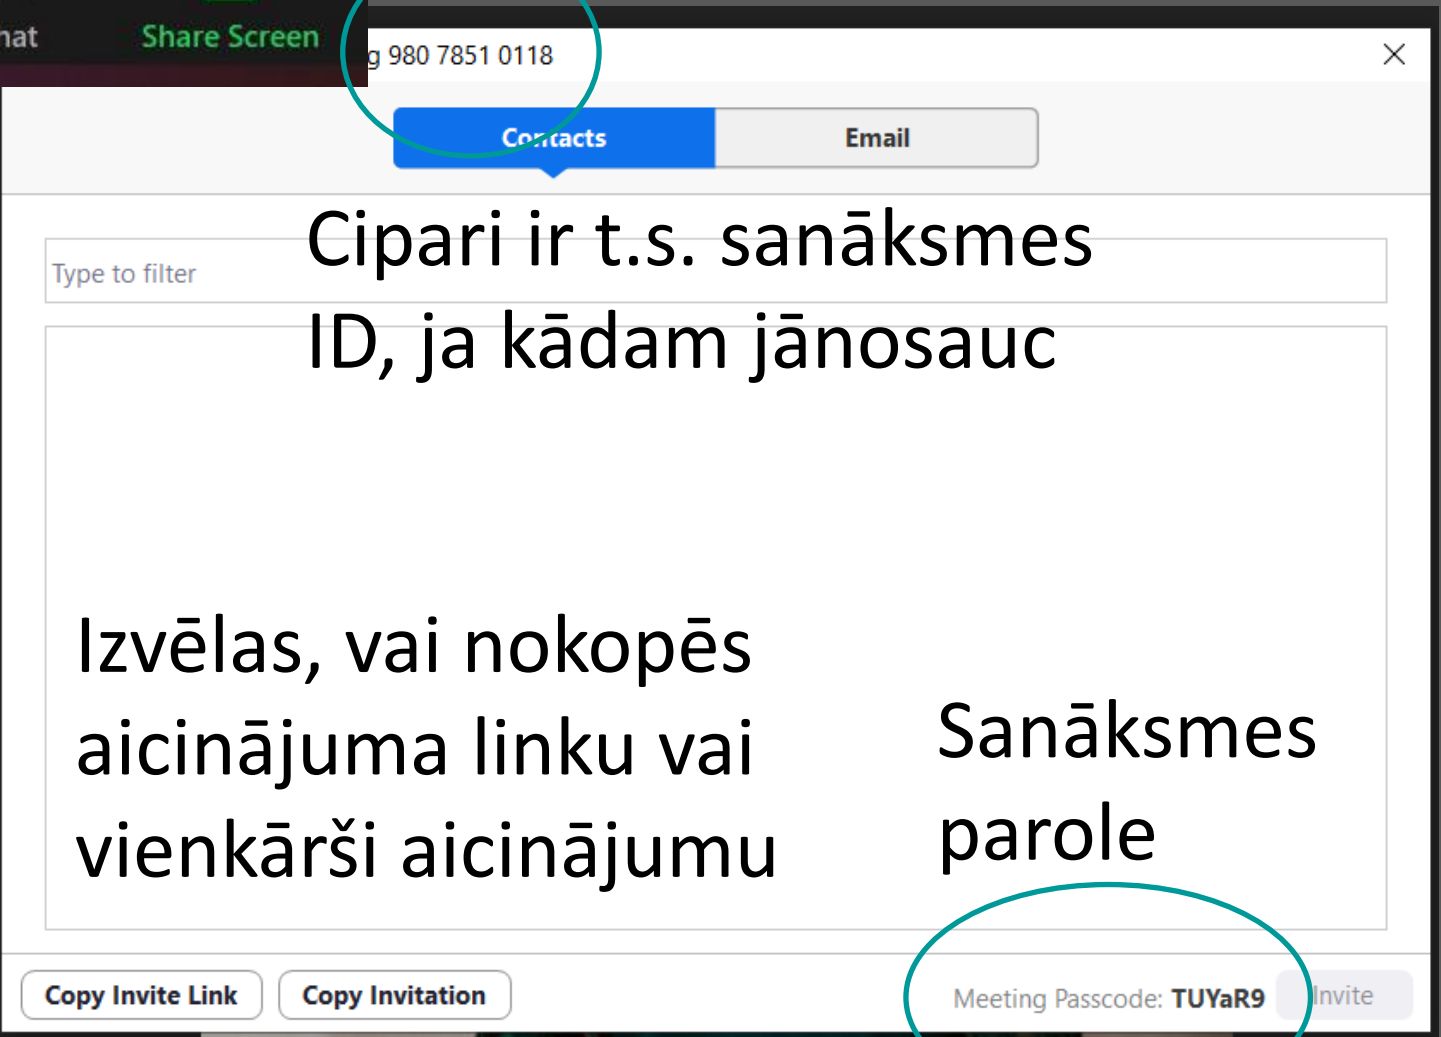 hat
Share Screen
g 980 7851 0118
Contacts
Email
Cipari ir t.s. sanāksmes
Type to filter
ID, ja kādam jānosauc
Izvēlas, vai nokopēs
aicinājuma linku vai
vienkārši aicinājumu
Sanāksmes
parole
Copy Invite Link
Copy Invitation
Meeting Passcode: TUYaR9
Invite